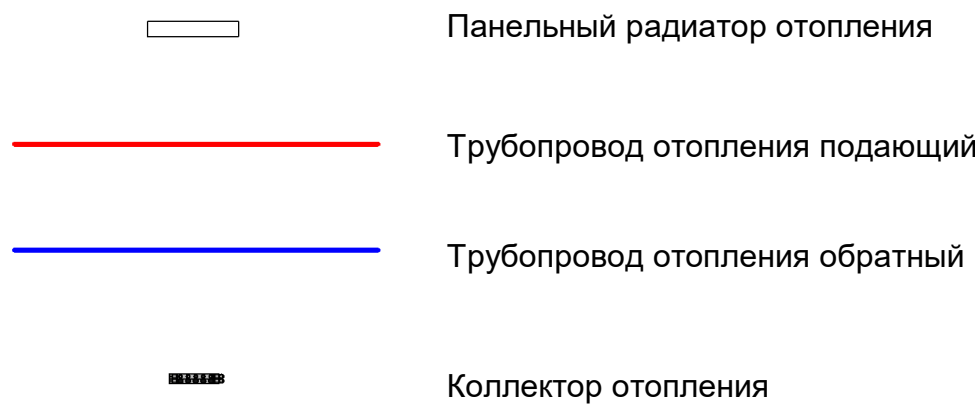 Панельный радиатор отопления
Трубопровод отопления подающий
Трубопровод отопления обратный
Коллектор отопления